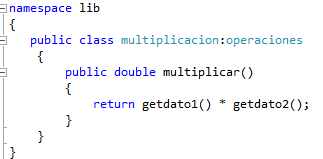 namespace lib
{
public class multiplicacion:operaciones
{
public double multiplicar()
{
return getdato1() * getdato2();
}
}
}